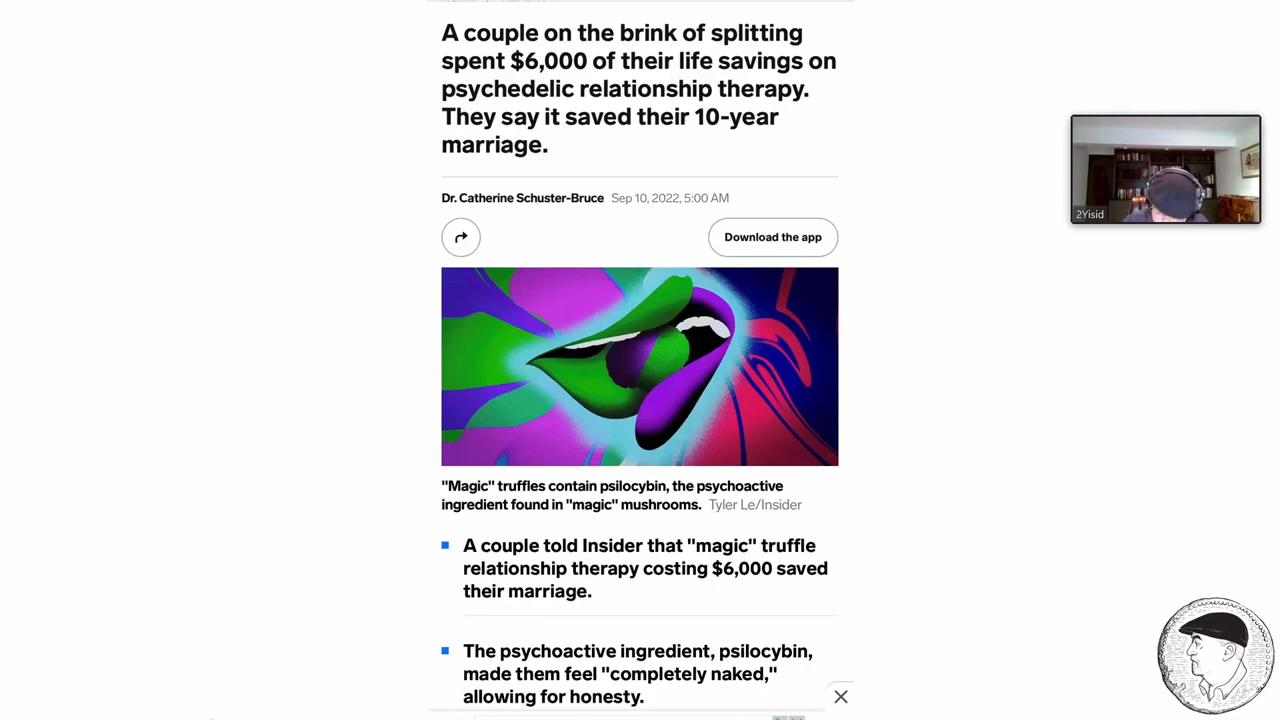 A couple on the brink of splitting
spent $6,000 of their life savings on
psychedelic relationship therapy.
They say it saved their 10-year
marriage.
Dr. Catherine Schuster-Bruce Sep 10, 2022, 5:00 AM
Download the app
"Magic" truffles contain psilocybin, the psychoactive
ingredient found in "magic" mushrooms. Tyler Le/Insider
A couple told Insider that "magic" truffle
relationship therapy costing $6,000 saved
their marriage.
The psychoactive ingredient, psilocybin,
made them feel "completely naked,"
allowing for honesty.
2Yisid